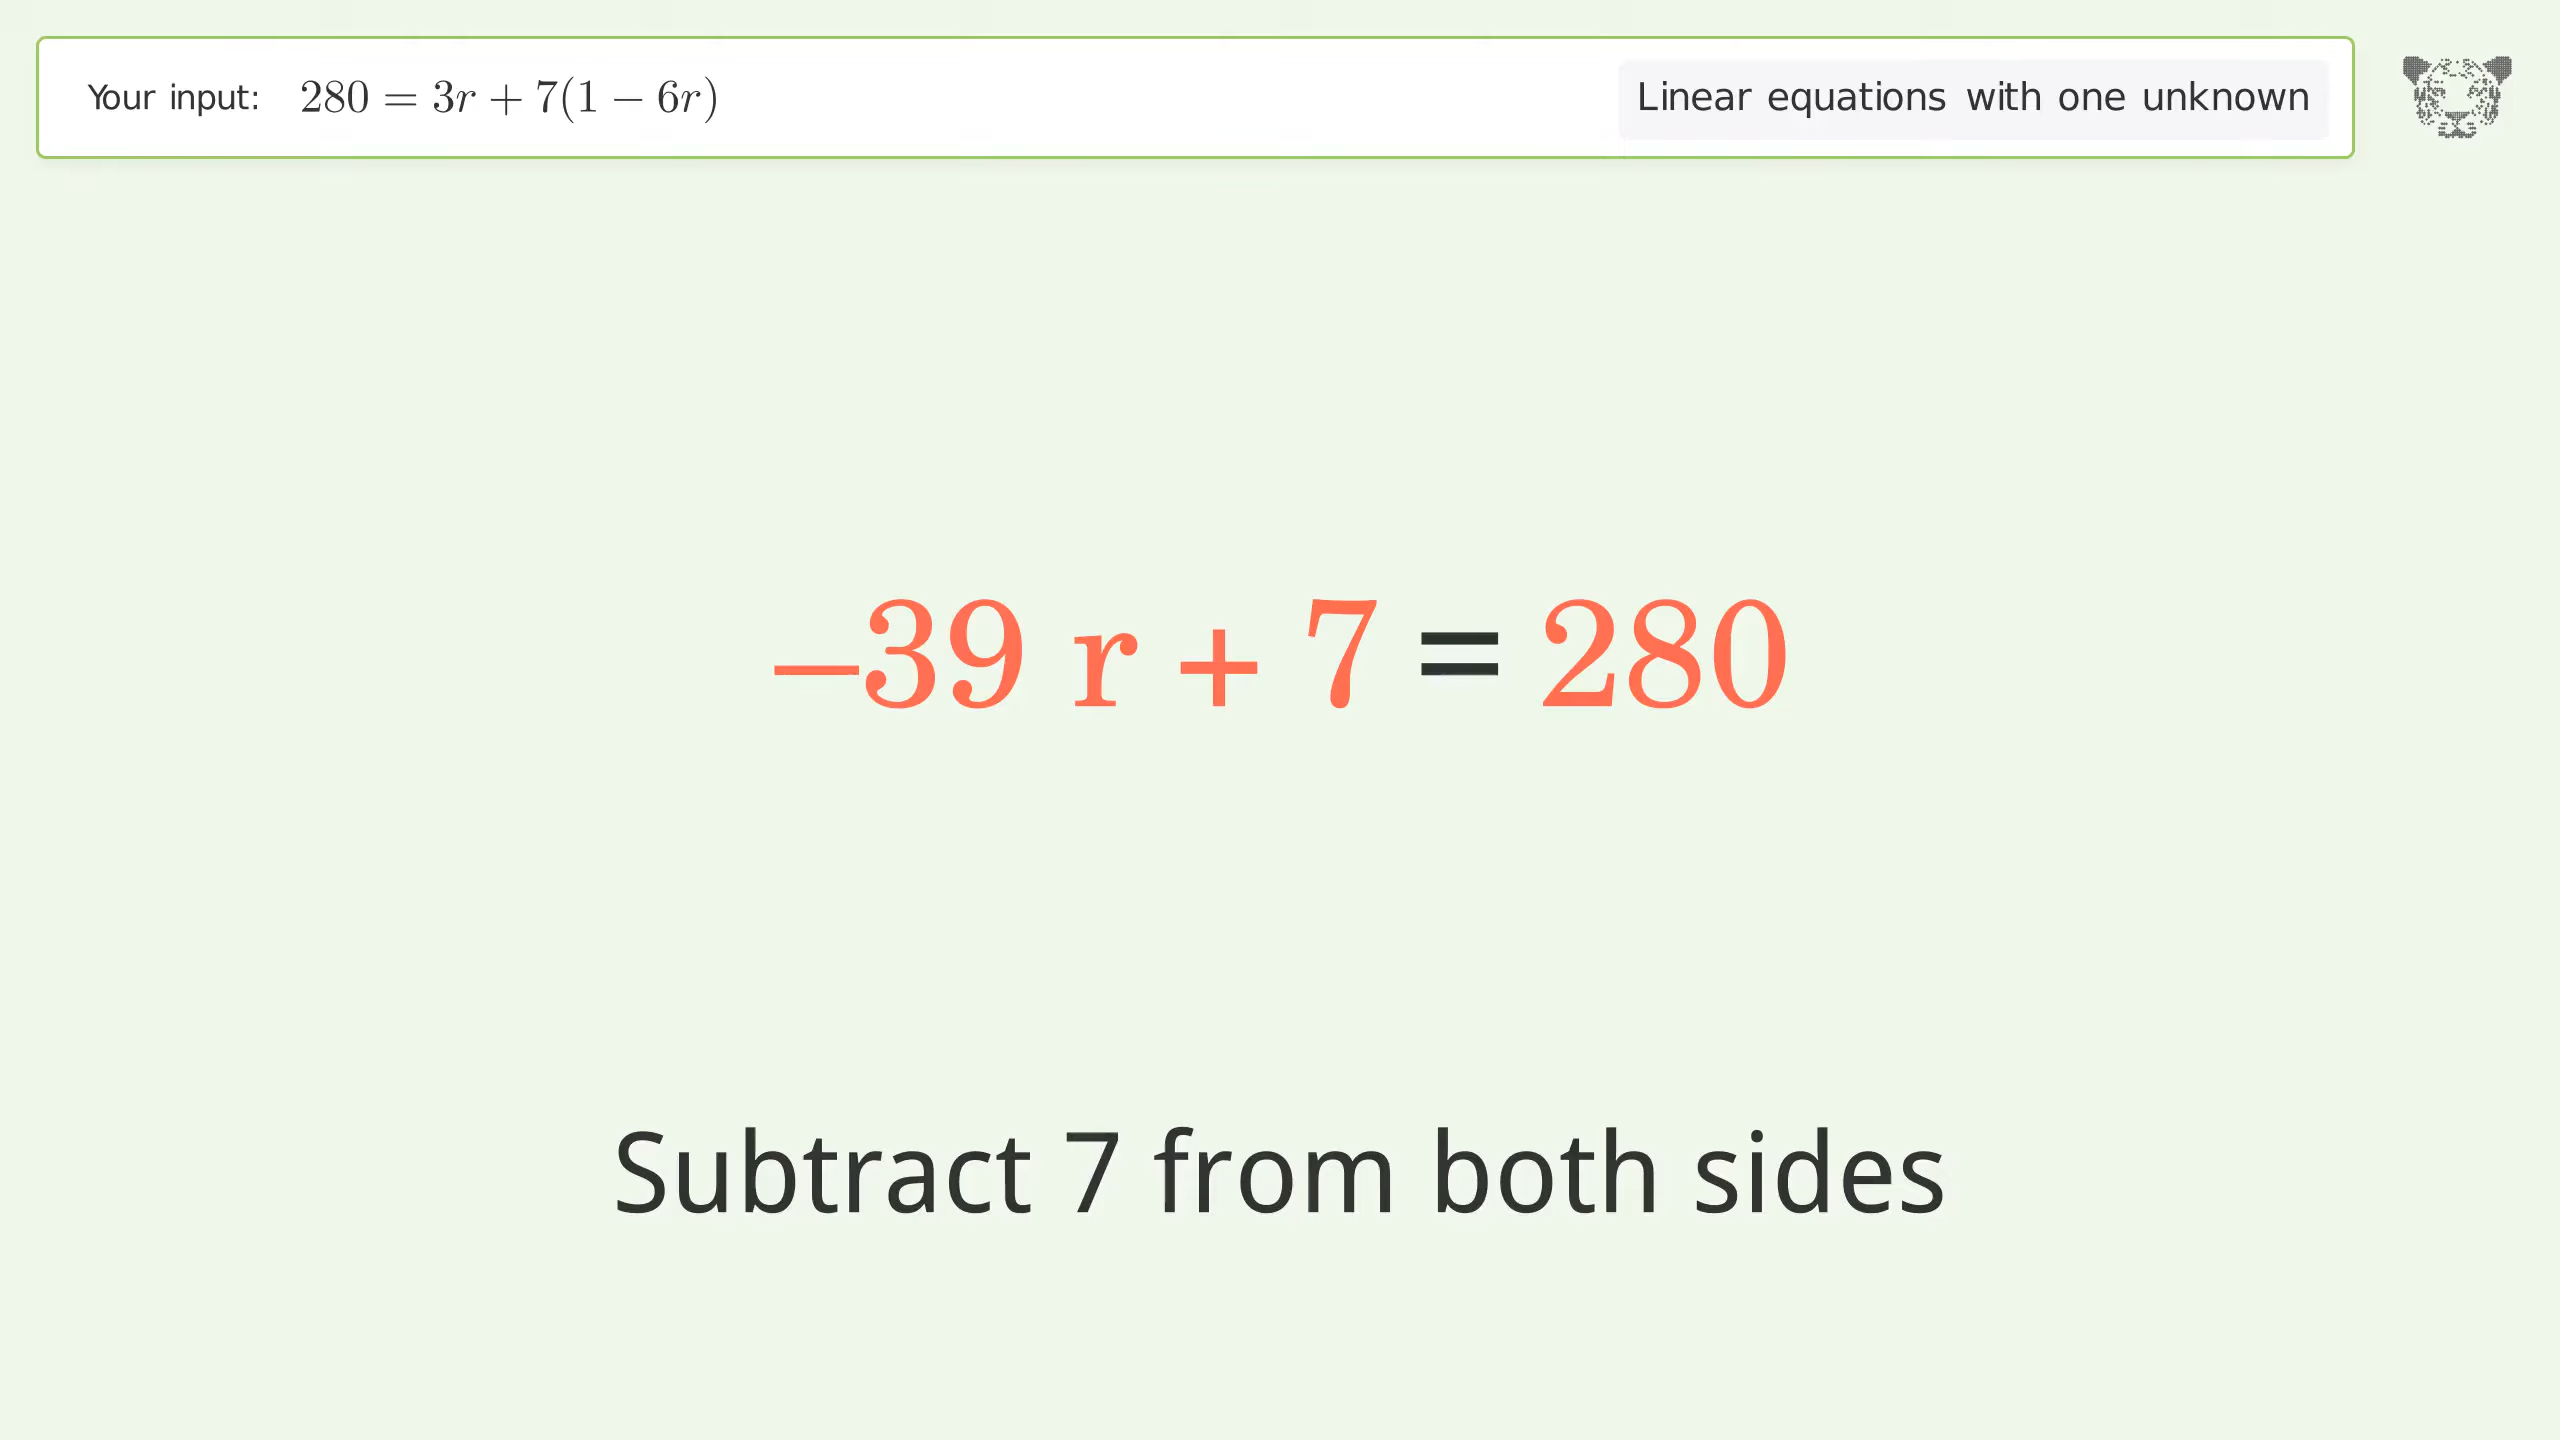 Your input: 280 = 3r + 7(1 − 6r) Linear equations with one unknown
−39 r + 7 = 280
Subtract 7 from both sides